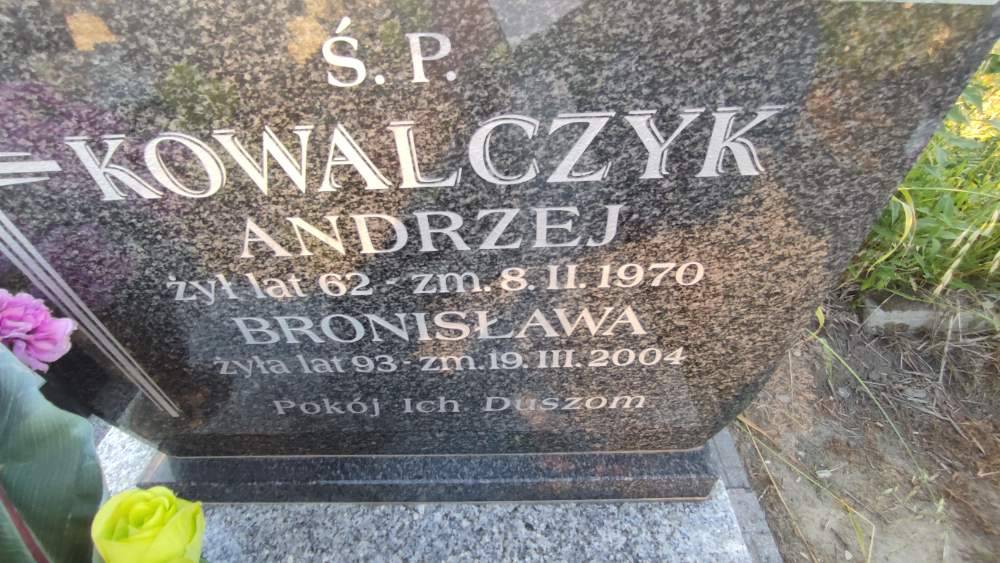 Ś. P.
KOWALCZYK
ANDRZEJ
żył lat 62 - zm. 8. II. 1970
BRONISŁAWA
żyła lat 93 - zm. 19. III. 2004
Pokój Ich Duszom